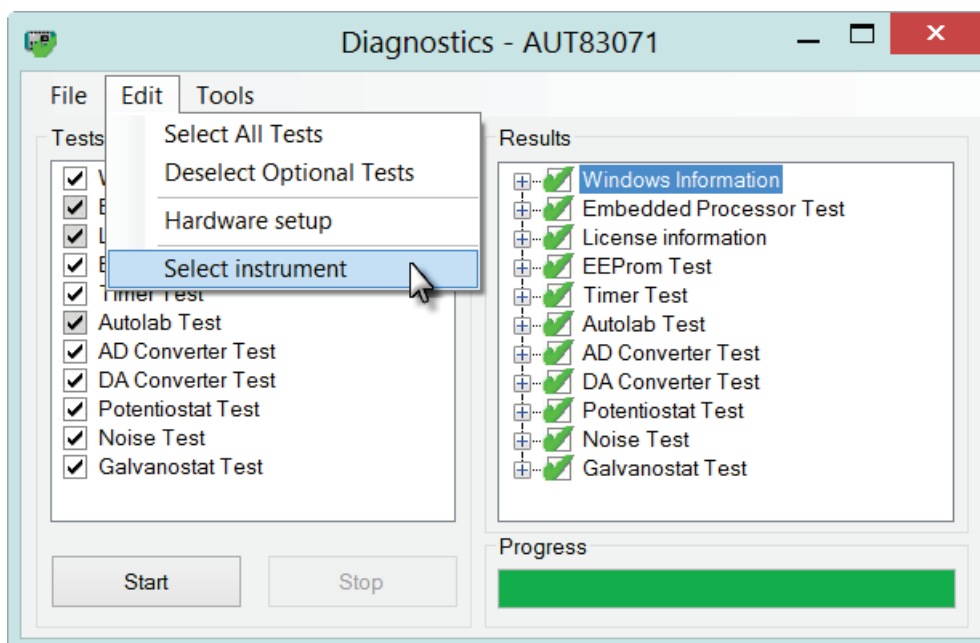 Diagnostics - AUT83071
File Edit Tools
Select All Tests
Deselect Optional Tests
Hardware setup
Select instrument
Tests
Timer Test
Autolab Test
AD Converter Test
DA Converter Test
Potentiostat Test
Noise Test
Galvanostat Test
Start
Stop
Results
Windows Information
Embedded Processor Test
License information
EEProm Test
Timer Test
Autolab Test
AD Converter Test
DA Converter Test
Potentiostat Test
Noise Test
Galvanostat Test
Progress